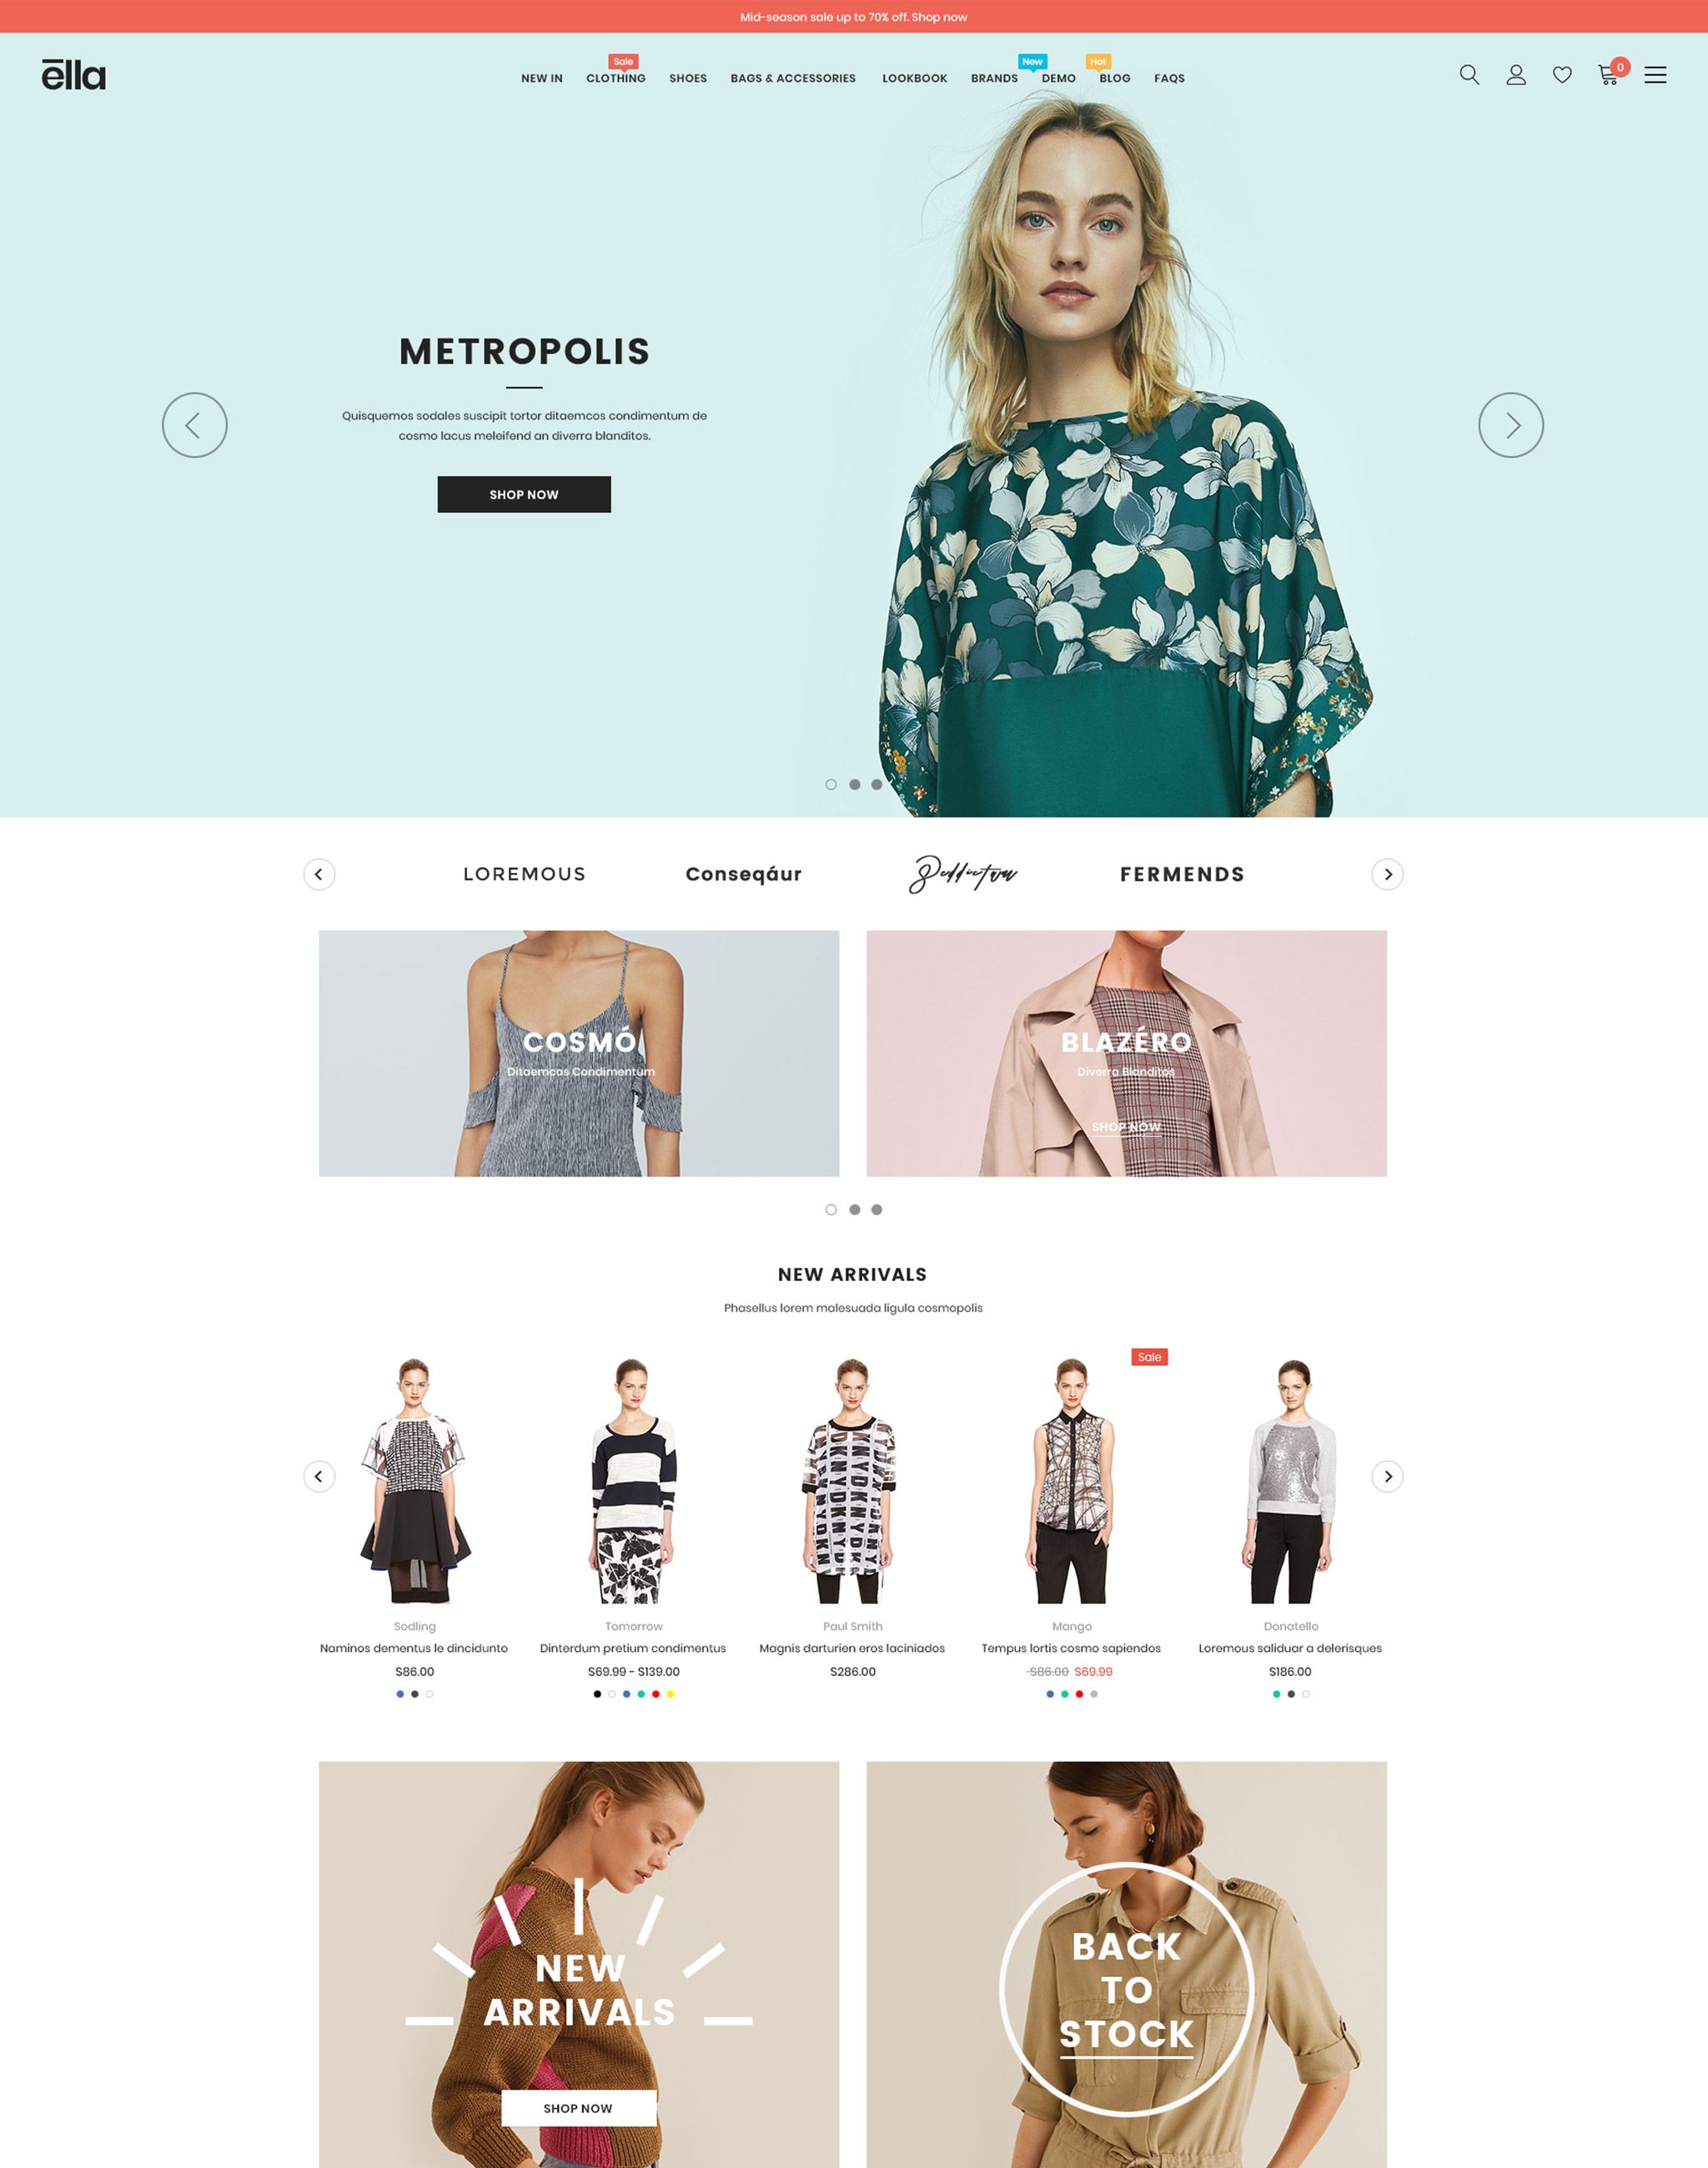 Mid-season sale up to 70% off. Shop now
ēlla
Sale
New
Hot
NEW IN CLOTHING SHOES BAGS & ACCESSORIES LOOKBOOK BRANDS DEMO BLOG FAQS
0
METROPOLIS
Quisquemos sodales suscipit tortor ditaemcos condimentum de
cosmo lacus meleifend an diverra blanditos.
SHOP NOW
LOREMOUS Conseqáur FERMENDS
COSMÓ
Ditaemcos Condimentum
BLAZÉRO
Diverra Blanditos
SHOP NOW
NEW ARRIVALS
Phasellus lorem malesuada ligula cosmopolis
Sale
Sodling
Naminos dementus le dincidunto
$86.00
Tomorrow
Dinterdum pretium condimentus
$69.99 - $139.00
Paul Smith
Magnis darturien eros laciniados
$286.00
Mango
Tempus lortis cosmo sapiendos
$86.00 $69.99
Donatello
Loremous saliduar a delerisques
$186.00
NEW
ARRIVALS
SHOP NOW
BACK
TO
STOCK